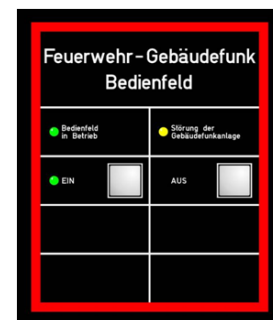 Feuerwehr-Gebäudefunk
Bedienfeld
Bedienfeld
in Betrieb
Störung der
Gebäudefunkanlage
EIN
AUS